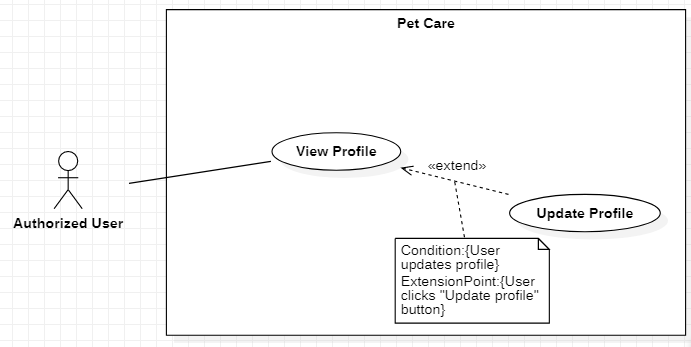 Pet Care
View Profile
«extend»
Authorized User
Update Profile
Condition:{User
updates profile}
ExtensionPoint:{User
clicks "Update profile"
button}